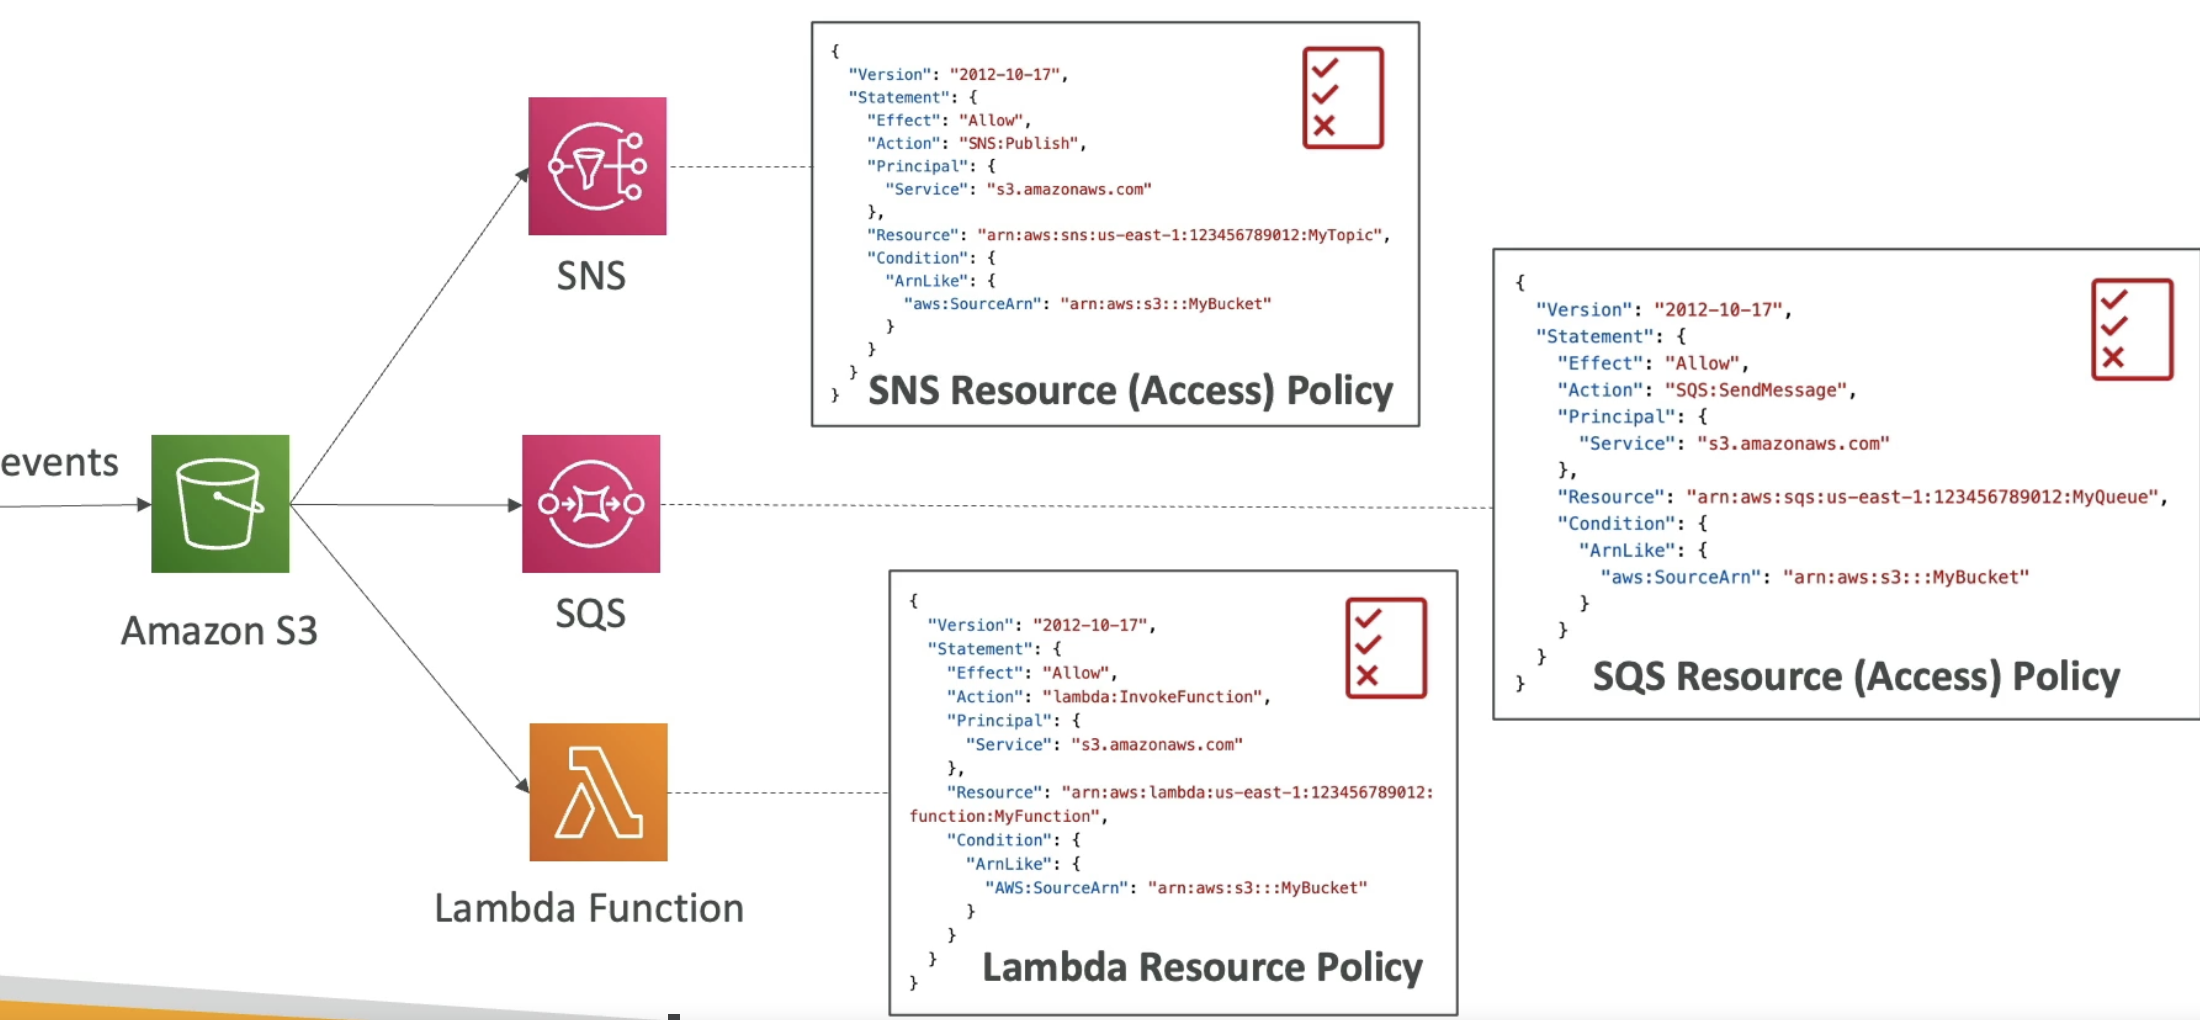 events
Amazon S3
SNS
SQS
Lambda Function
{
"Version": "2012-10-17",
"Statement": {
"Effect": "Allow",
"Action": "SNS:Publish",
"Principal": {
"Service": "s3.amazonaws.com"
},
"Resource": "arn:aws:sns:us-east-1:123456789012:MyTopic",
"Condition": {
"ArnLike": {
"aws:SourceArn": "arn:aws:s3:::MyBucket"
}
}
}
}
SNS Resource (Access) Policy
{
"Version": "2012-10-17",
"Statement": {
"Effect": "Allow",
"Action": "SQS:SendMessage",
"Principal": {
"Service": "s3.amazonaws.com"
},
"Resource": "arn:aws:sqs:us-east-1:123456789012:MyQueue",
"Condition": {
"ArnLike": {
"aws:SourceArn": "arn:aws:s3:::MyBucket"
}
}
}
}
SQS Resource (Access) Policy
{
"Version": "2012-10-17",
"Statement": {
"Effect": "Allow",
"Action": "lambda:InvokeFunction",
"Principal": {
"Service": "s3.amazonaws.com"
},
"Resource": "arn:aws:lambda:us-east-1:123456789012:
function:MyFunction",
"Condition": {
"ArnLike": {
"AWS:SourceArn": "arn:aws:s3:::MyBucket"
}
}
}
}
Lambda Resource Policy